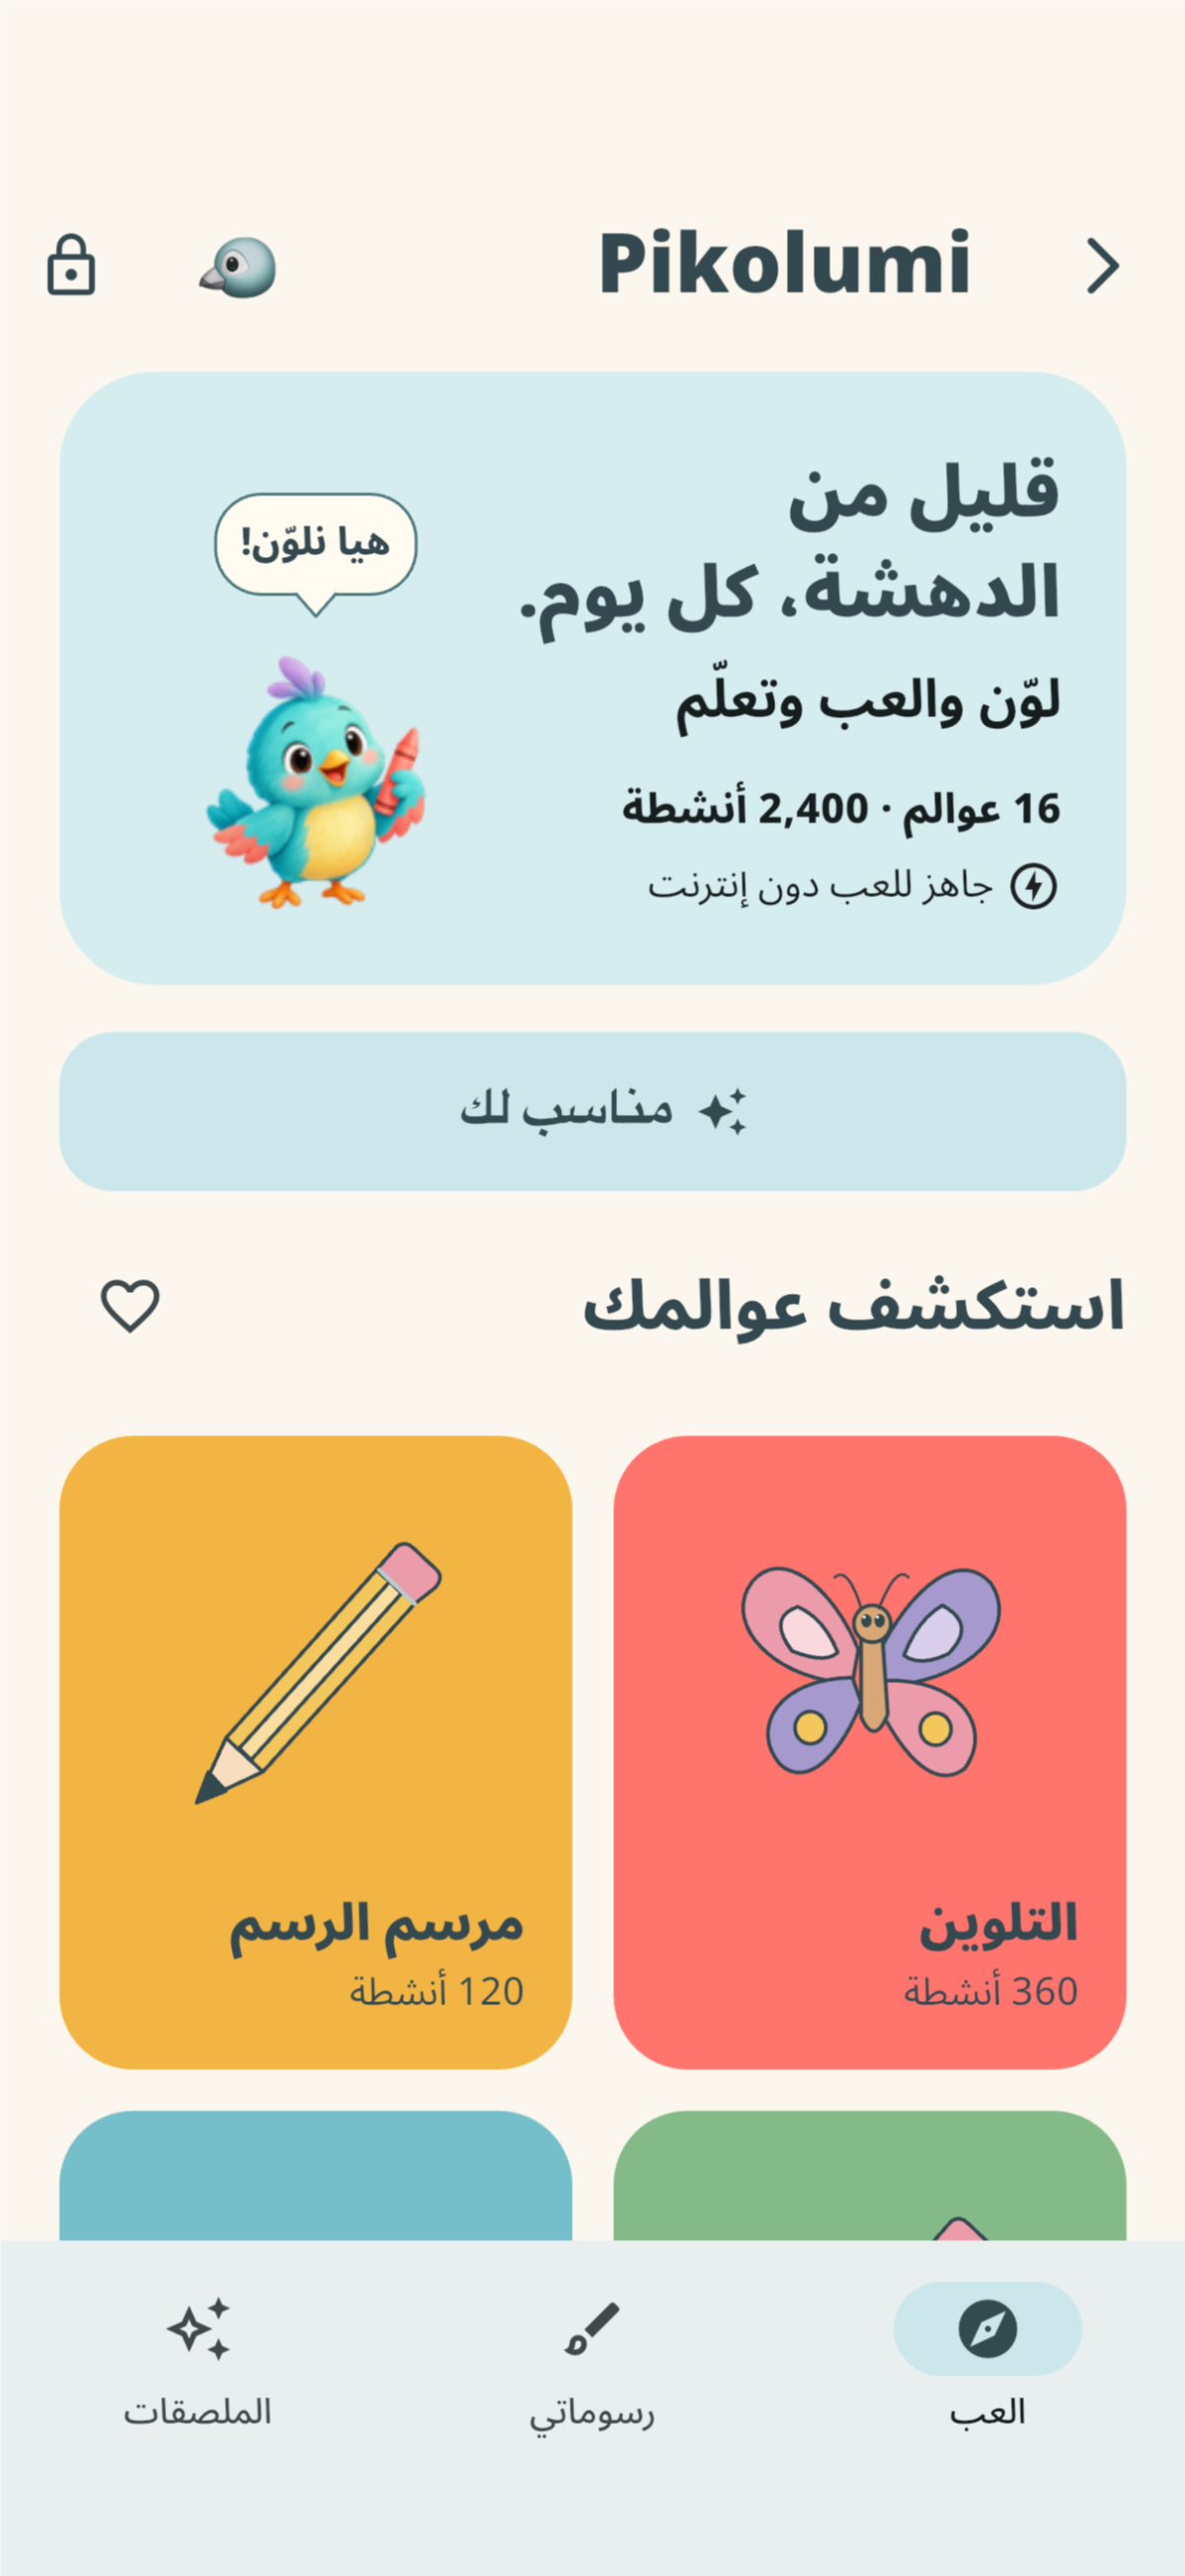 Pikolumi
قليل من
الدهشة، كل يوم.
هيا نلوّن!
لوّن والعب وتعلّم
16 عوالم · 2,400 أنشطة
جاهز للعب دون إنترنت
مناسب لك
استكشف عوالمك
التلوين
360 أنشطة
مرسم الرسم
120 أنشطة
العب
رسوماتي
الملصقات